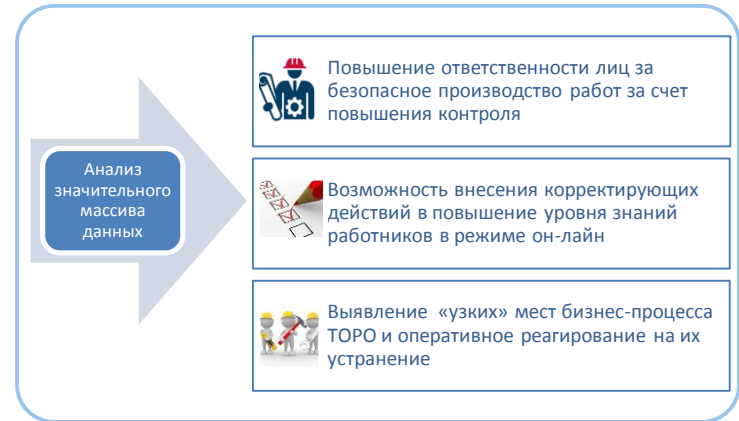 Анализ
значительного
массива
данных
Повышение ответственности лиц за
безопасное производство работ за счет
повышения контроля
Возможность внесения корректирующих
действий в повышение уровня знаний
работников в режиме он-лайн
Выявление «узких» мест бизнес-процесса
ТОРО и оперативное реагирование на их
устранение